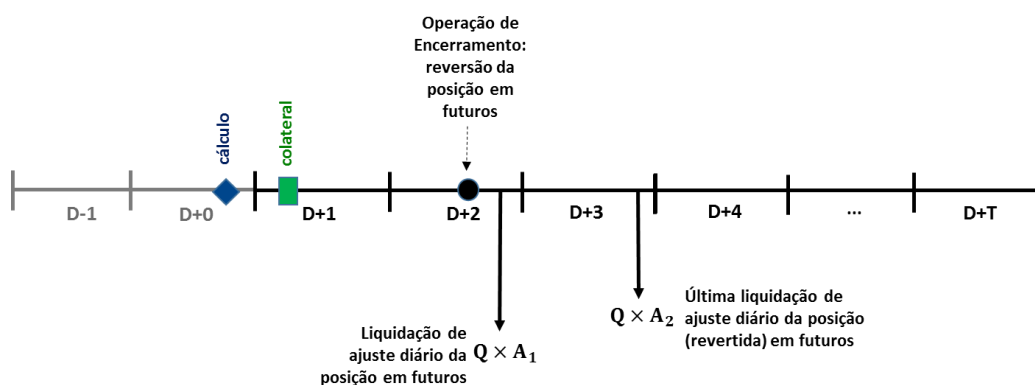 Operação de
Encerramento:
reversão da
posição em
futuros
cálculo
colateral
D-1
D+0
D+1
D+2
D+3
D+4
...
D+T
Liquidação de
ajuste diário da
posição em futuros
Q × A₁
Q × A₂
Última liquidação de
ajuste diário da posição
(revertida) em futuros